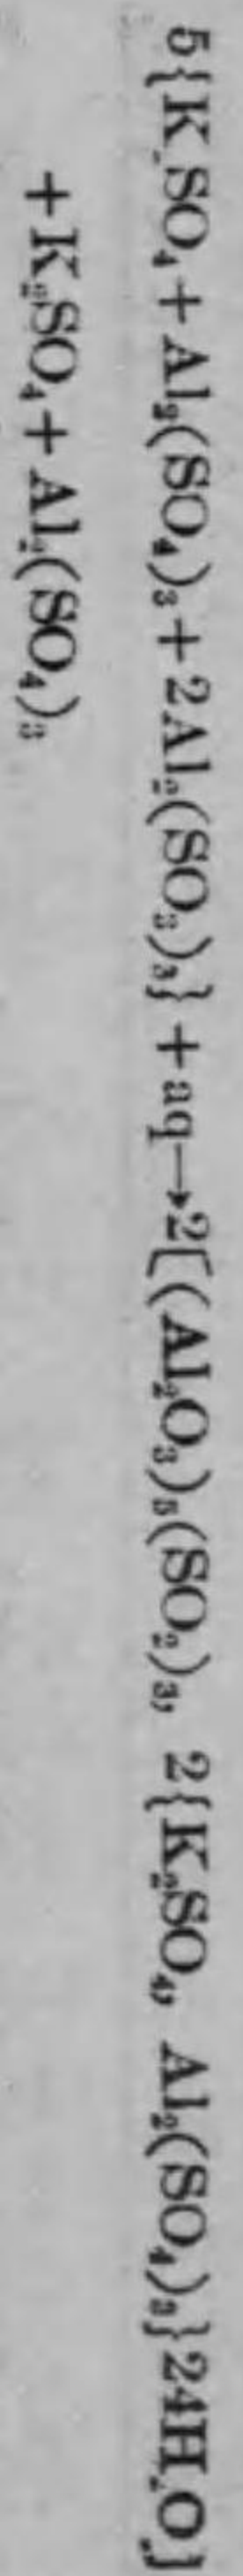 5{K₂SO₄+Al₂(SO₄)₃+2Al₂(SO₃)₃}+aq→2[(Al₂O₃)₅(SO₂)₃, 2{K₂SO₄, Al₂(SO₄)₃}24H₂O]
+K₂SO₄+Al₂(SO₄)₃